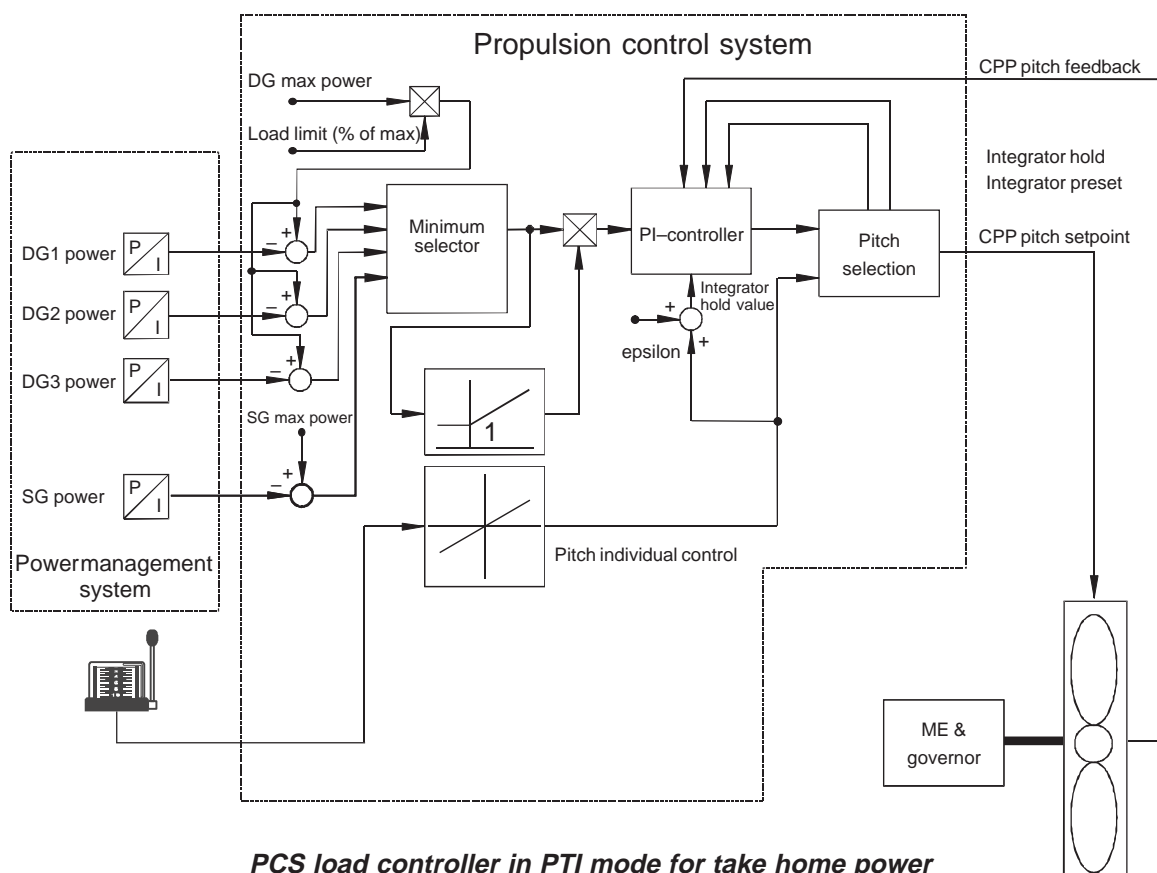 Propulsion control system
CPP pitch feedback
DG max power
Load limit (% of max)
Integrator hold
Integrator preset
Minimum
selector
PI–controller
Pitch
selection
CPP pitch setpoint
DG1 power
P
I
–
+
DG2 power
P
I
–
+
Integrator
hold value
+
epsilon
+
DG3 power
P
I
–
+
SG max power
1
SG power
P
I
–
+
Pitch individual control
Powermanagement
system
ME &
governor
PCS load controller in PTI mode for take home power